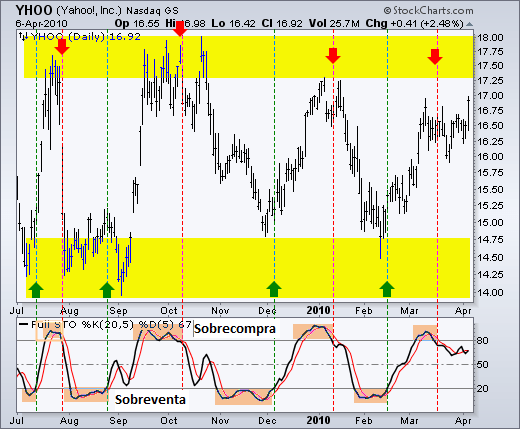 YHOO (Yahoo!, Inc.) Nasdaq GS © StockCharts.com
6-Apr-2010 Op 16.55 Hi 16.98 Lo 16.42 Cl 16.92 Vol 25.7M Chg +0.41 (+2.48%)
YHOO (Daily) 16.92
18.00
17.75
17.50
17.25
17.00
16.75
16.50
16.25
16.00
15.75
15.50
15.25
15.00
14.75
14.50
14.25
14.00
Jul Aug Sep Oct Nov Dec 2010 Feb Mar Apr
Full STO %K(20,5) %D(5) 67
Sobrecompra
80
50
20
Sobreventa
Jul Aug Sep Oct Nov Dec 2010 Feb Mar Apr